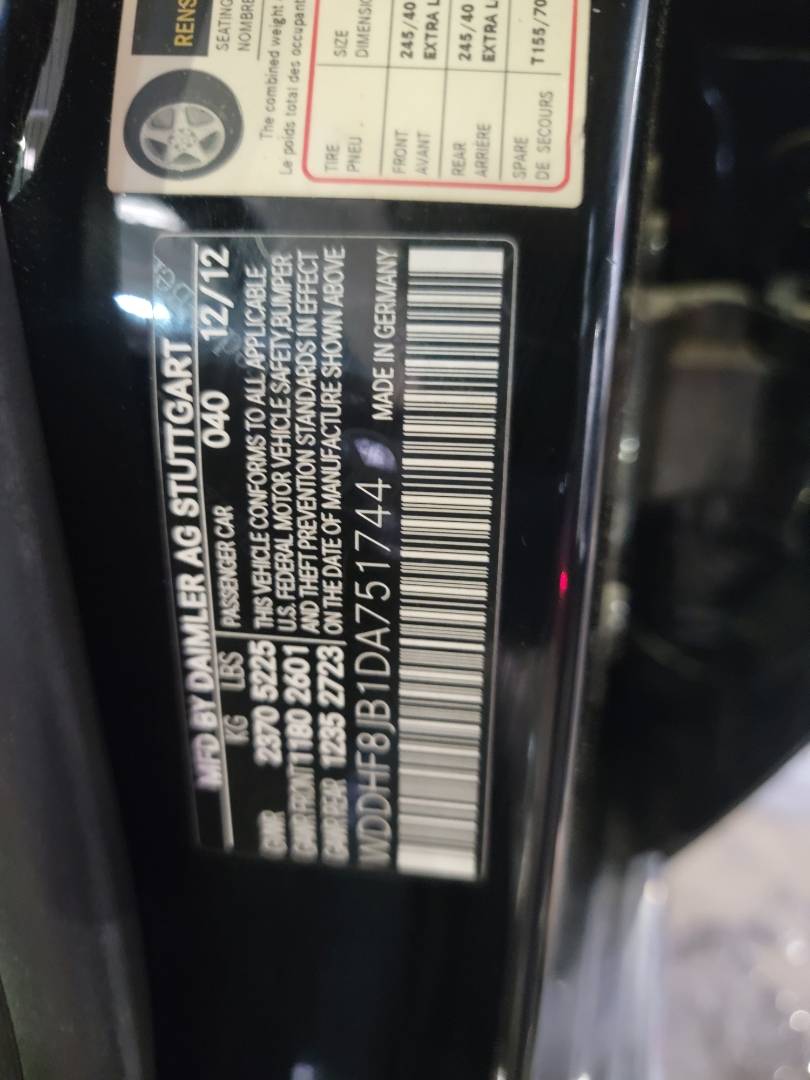 MFD BY DAIMLER AG STUTTGART
KG LBS PASSENGER CAR 040 12/12
GVWR 2370 5225 THIS VEHICLE CONFORMS TO ALL APPLICABLE
GAWR FRONT 1180 2601 U.S. FEDERAL MOTOR VEHICLE SAFETY, BUMPER
GAWR REAR 1235 2723 AND THEFT PREVENTION STANDARDS IN EFFECT
ON THE DATE OF MANUFACTURE SHOWN ABOVE
WDDHF8JB1DA751744 MADE IN GERMANY
RENS
SEATING
NOMBRE
The combined weight
Le poids total des occupant
TIRE SIZE
PNEU DIMENSIO
FRONT 245/40
AVANT EXTRA L
REAR 245/40
ARRIÈRE EXTRA L
SPARE T155/70
DE SECOURS